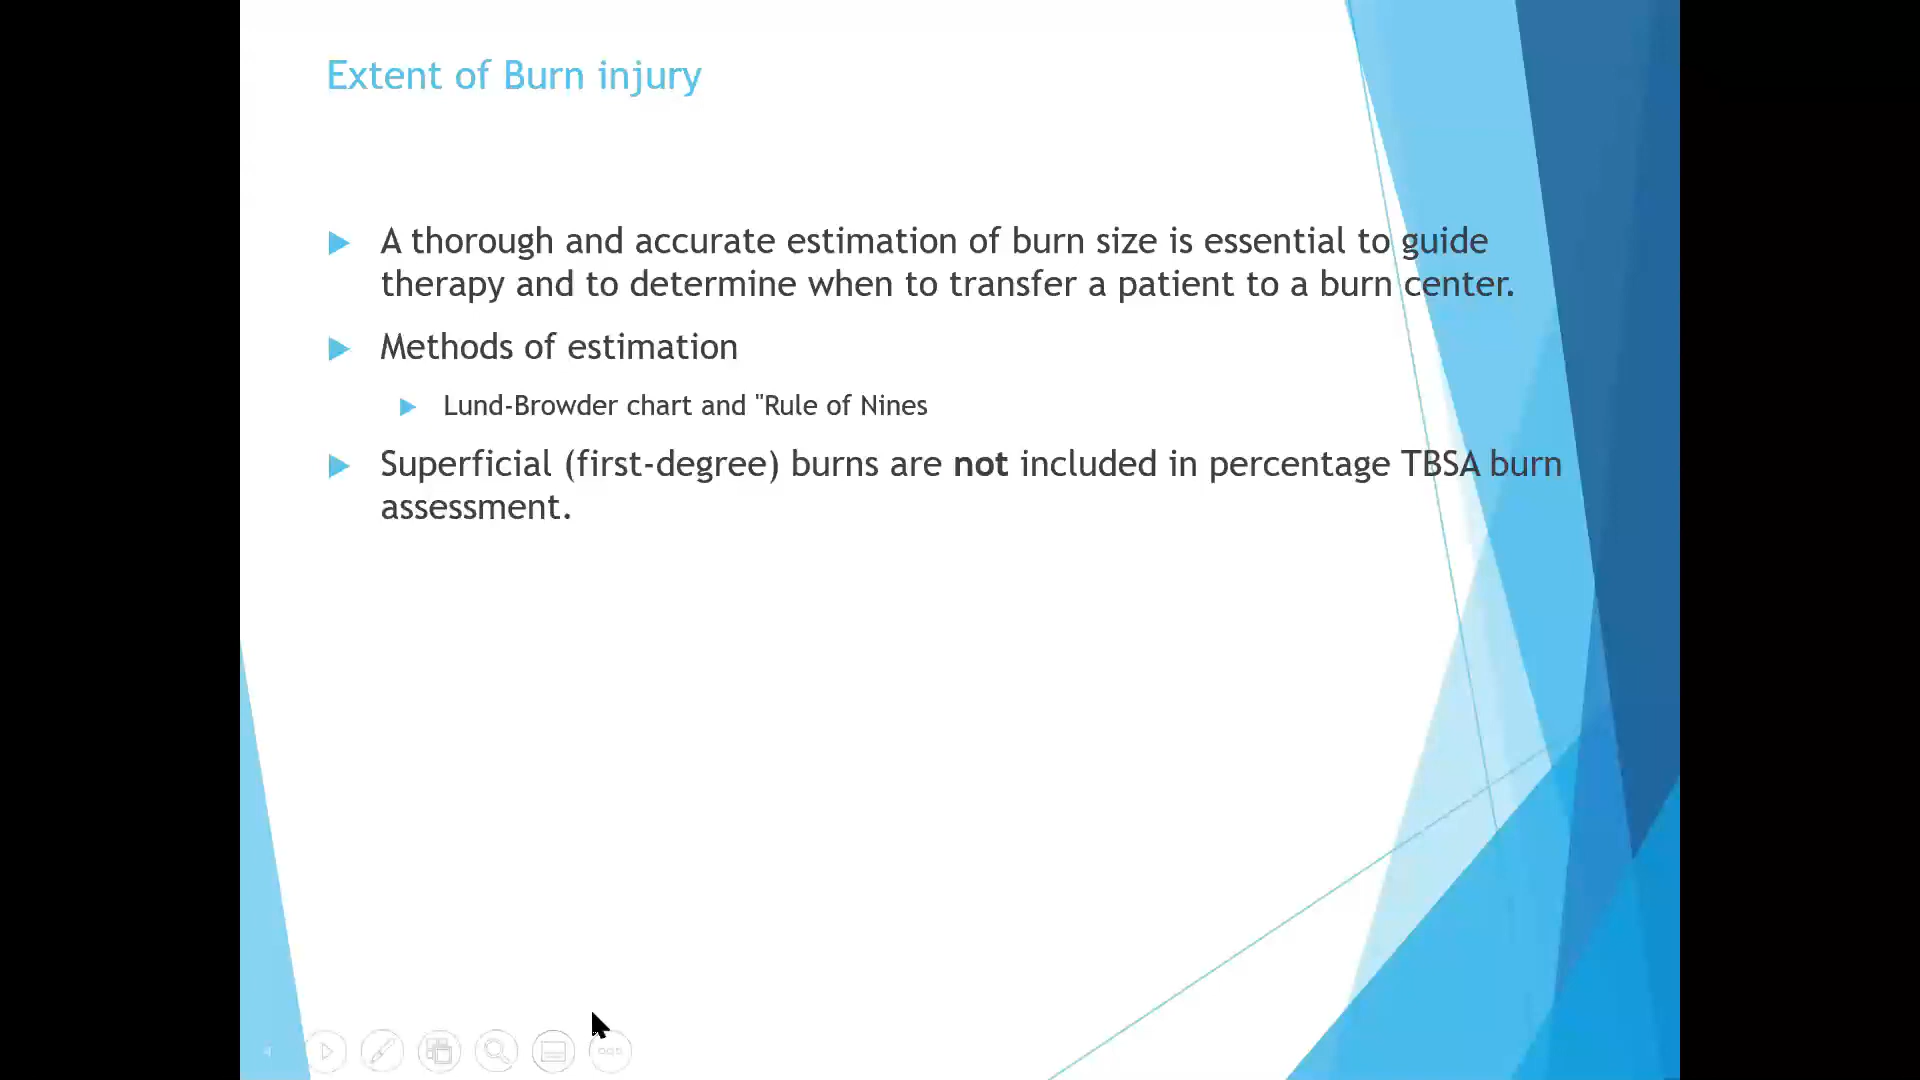 Extent of Burn injury
A thorough and accurate estimation of burn size is essential to guide
therapy and to determine when to transfer a patient to a burn center.
Methods of estimation
Lund-Browder chart and "Rule of Nines
Superficial (first-degree) burns are not included in percentage TBSA burn
assessment.